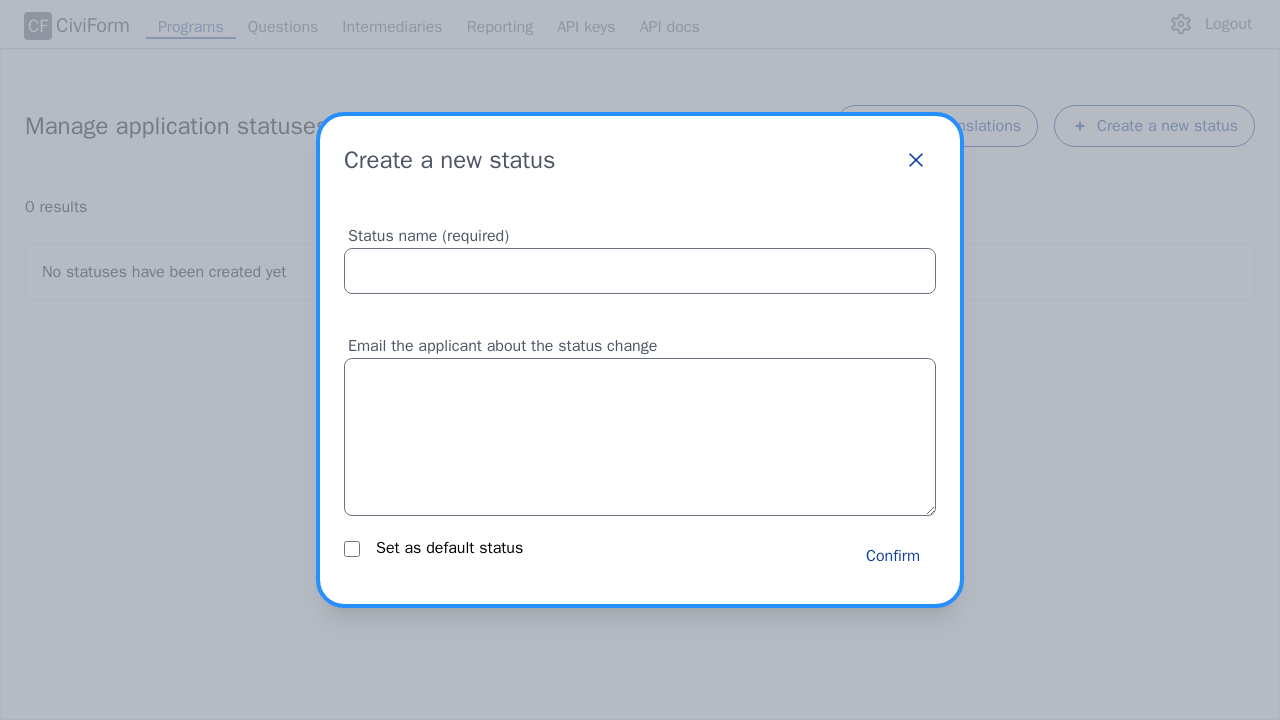 CF CiviForm Programs Questions Intermediaries Reporting API keys API docs Logout
Manage application statuses
nslations
+ Create a new status
Create a new status
0 results
Status name (required)
No statuses have been created yet
Email the applicant about the status change
Set as default status
Confirm